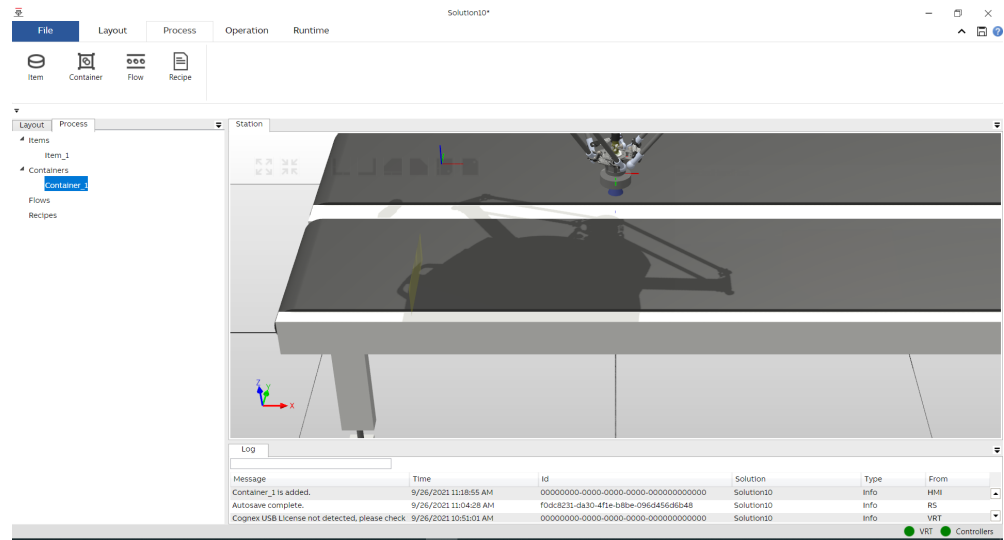 Solution10*
File Layout Process Operation Runtime
Item Container Flow Recipe
Layout Process
Station
Items
Item_1
Containers
Container_1
Flows
Recipes
Z
Y
X
Log
Message Time Id Solution Type From
Container_1 is added. 9/26/2021 11:18:55 AM 00000000-0000-0000-0000-000000000000 Solution10 Info HMI
Autosave complete. 9/26/2021 11:04:28 AM f0dc8231-da30-4f1e-b8be-096d456d6b48 Solution10 Info RS
Cognex USB License not detected, please check 9/26/2021 10:51:01 AM 00000000-0000-0000-0000-000000000000 Solution10 Info VRT
VRT Controllers